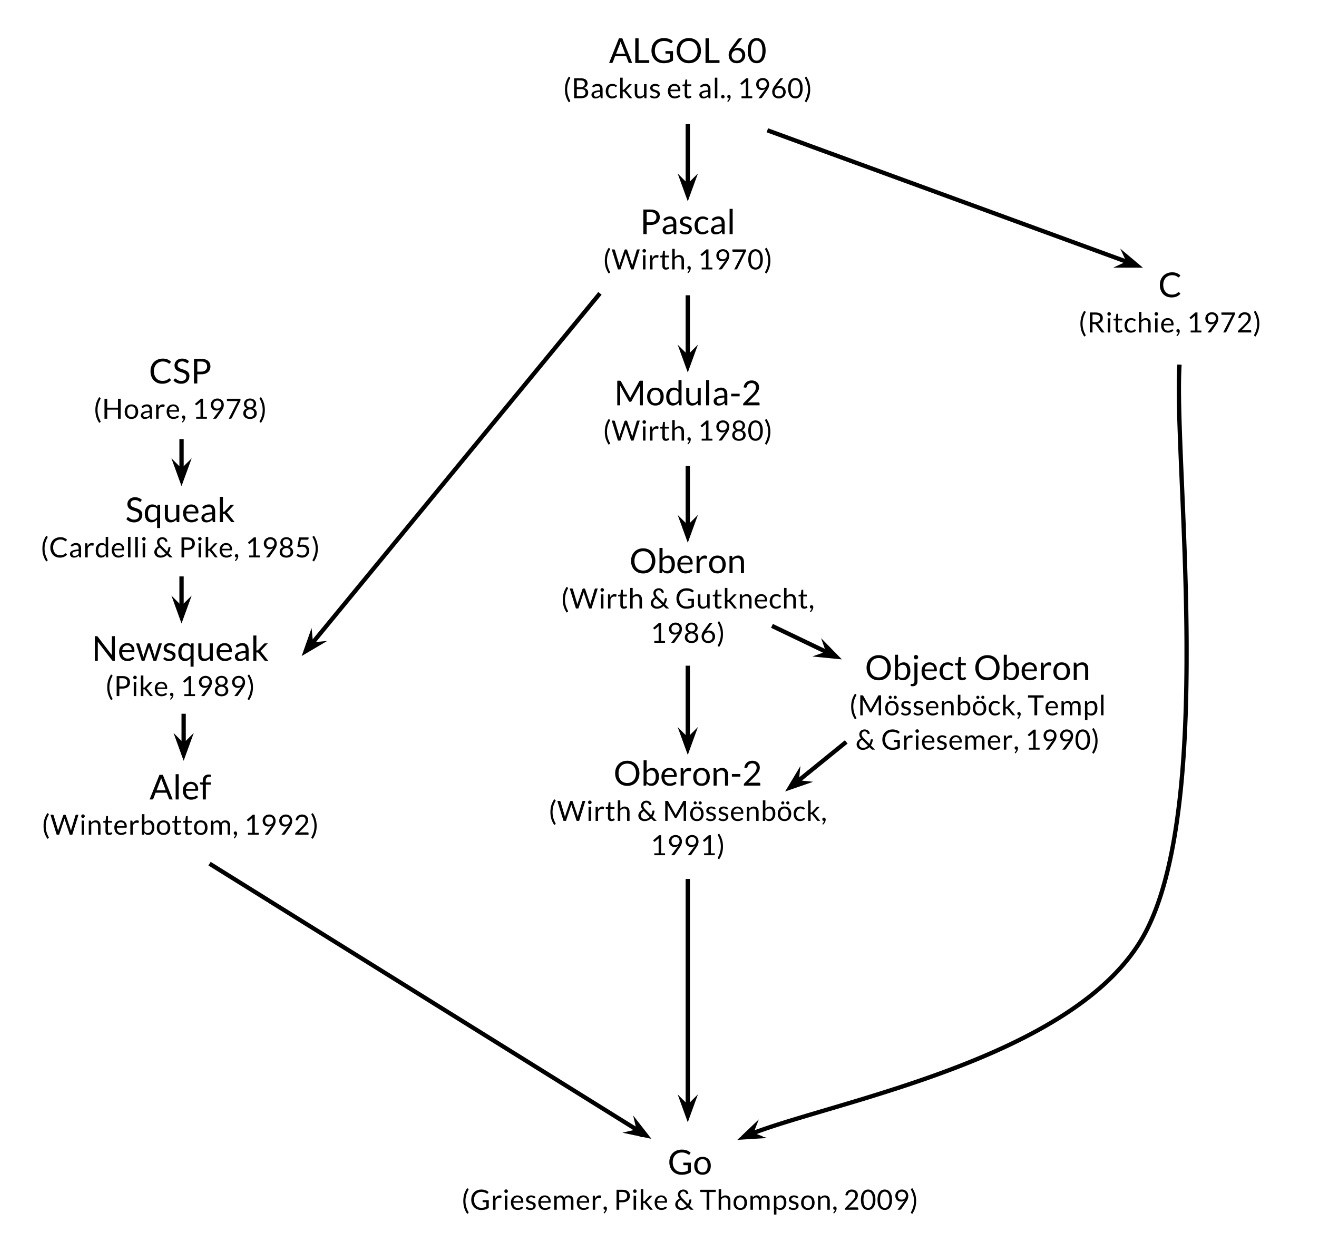 ALGOL 60
(Backus et al., 1960)
Pascal
(Wirth, 1970)
C
(Ritchie, 1972)
CSP
(Hoare, 1978)
Modula-2
(Wirth, 1980)
Squeak
(Cardelli & Pike, 1985)
Oberon
(Wirth & Gutknecht,
1986)
Newsqueak
(Pike, 1989)
Object Oberon
(Mössenböck, Templ
& Griesemer, 1990)
Alef
(Winterbottom, 1992)
Oberon-2
(Wirth & Mössenböck,
1991)
Go
(Griesemer, Pike & Thompson, 2009)